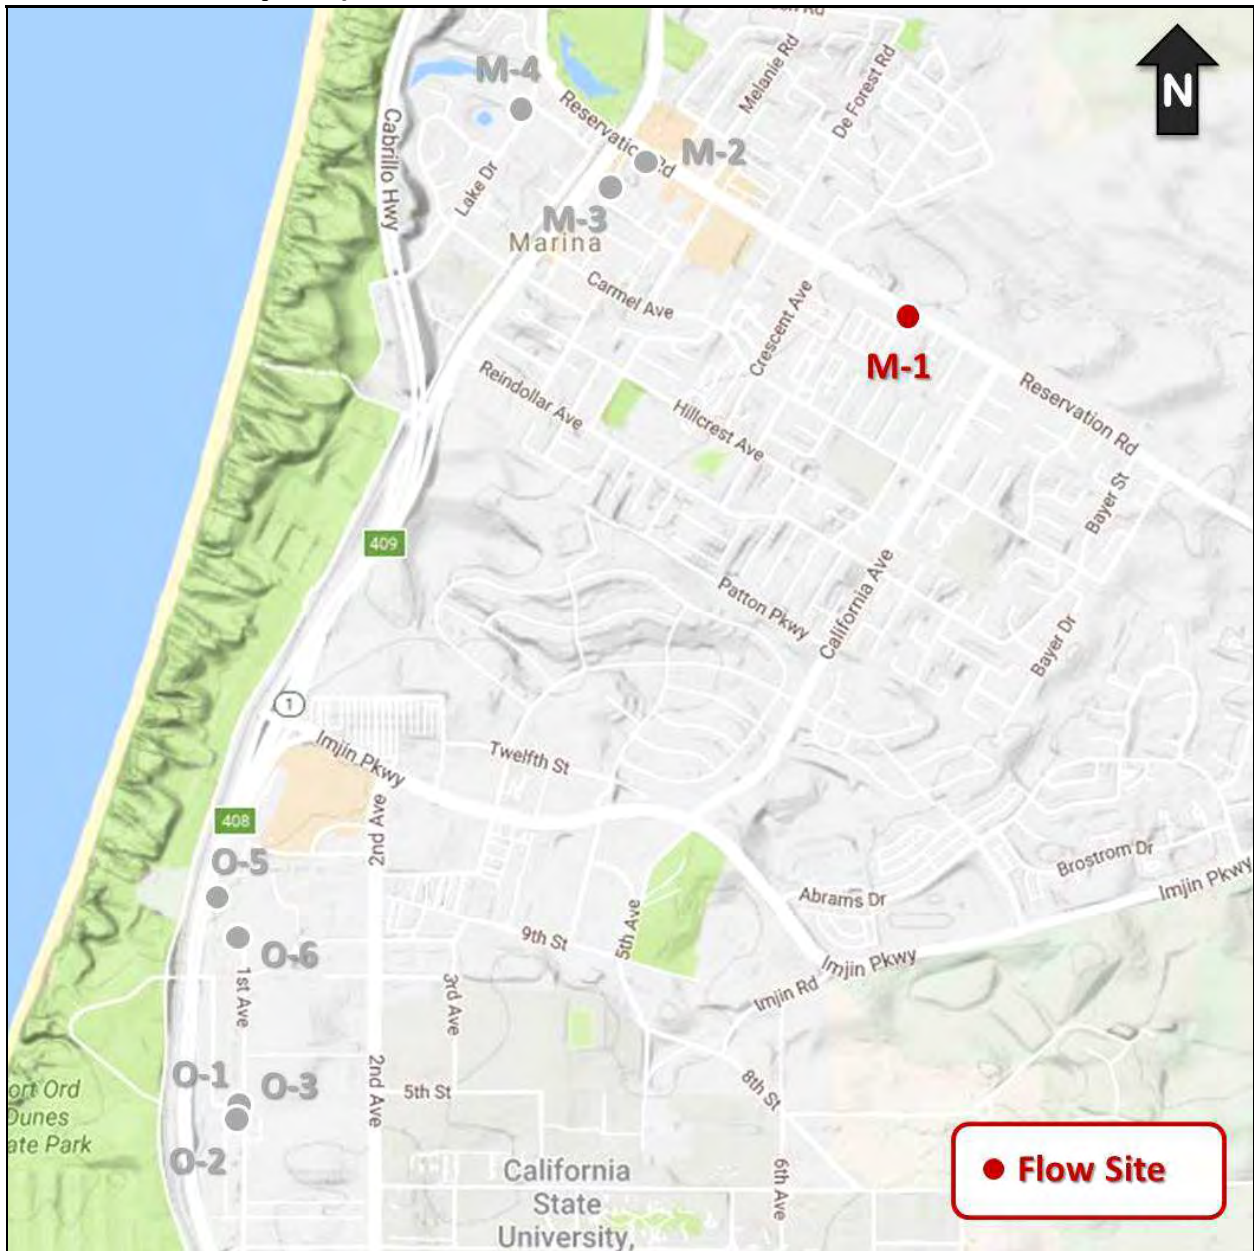 Melanie Rd
De Forest Rd
N
M-4
Cabrillo Hwy
Reservation Rd
M-2
Lake Dr
M-3
Marina
Carmel Ave
Crescent Ave
M-1
Reindollar Ave
Hillcrest Ave
Reservation Rd
Bayer St
409
Patton Pkwy
California Ave
Bayer Dr
1
Imjin Pkwy
Twelfth St
408
2nd Ave
O-5
Brostrom Dr
Imjin Pkwy
Abrams Dr
5th Ave
9th St
O-6
Imjin Pkwy
Imjin Rd
1st Ave
3rd Ave
O-1
O-3
2nd Ave
5th St
8th St
ort Ord
Dunes
ate Park
O-2
6th Ave
Flow Site
California
State
University,